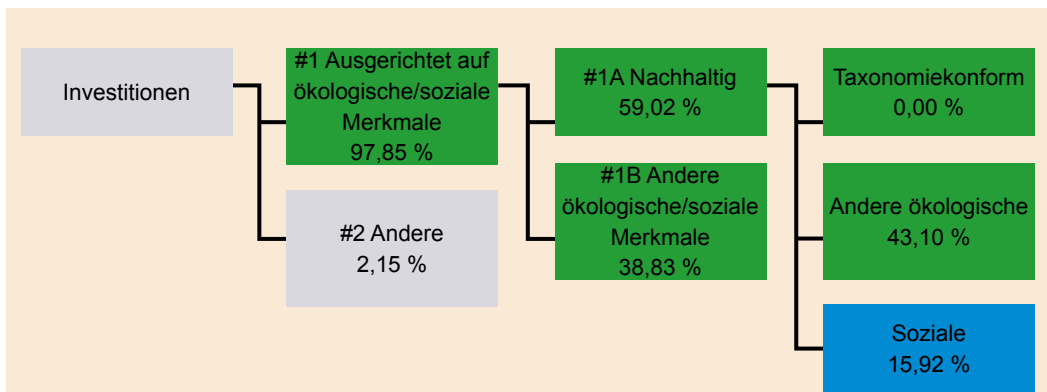 Investitionen
#1 Ausgerichtet auf
ökologische/soziale
Merkmale
97,85 %
#2 Andere
2,15 %
#1A Nachhaltig
59,02 %
#1B Andere
ökologische/soziale
Merkmale
38,83 %
Taxonomiekonform
0,00 %
Andere ökologische
43,10 %
Soziale
15,92 %